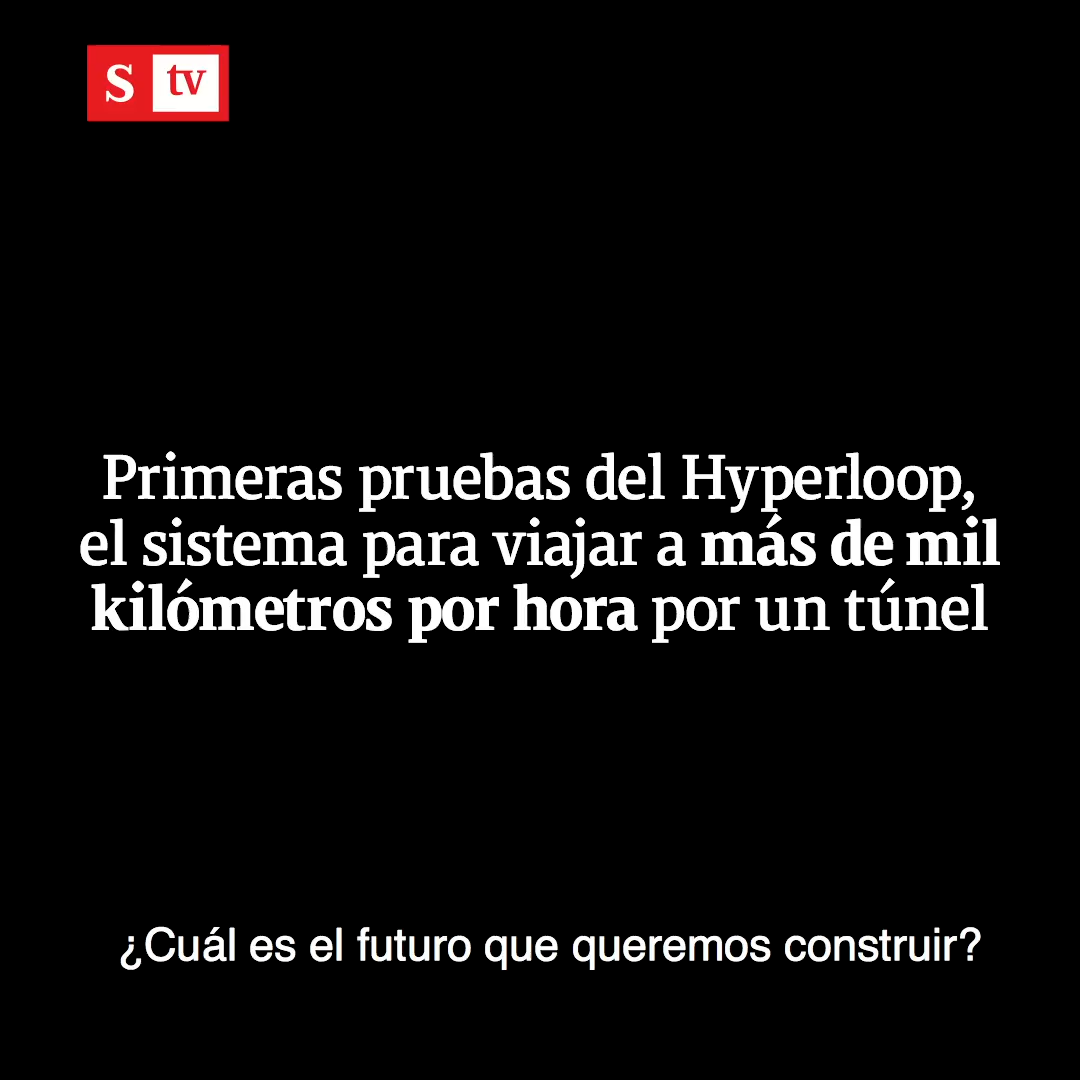 S tv
Primeras pruebas del Hyperloop,
el sistema para viajar a más de mil
kilómetros por hora por un túnel
¿Cuál es el futuro que queremos construir?